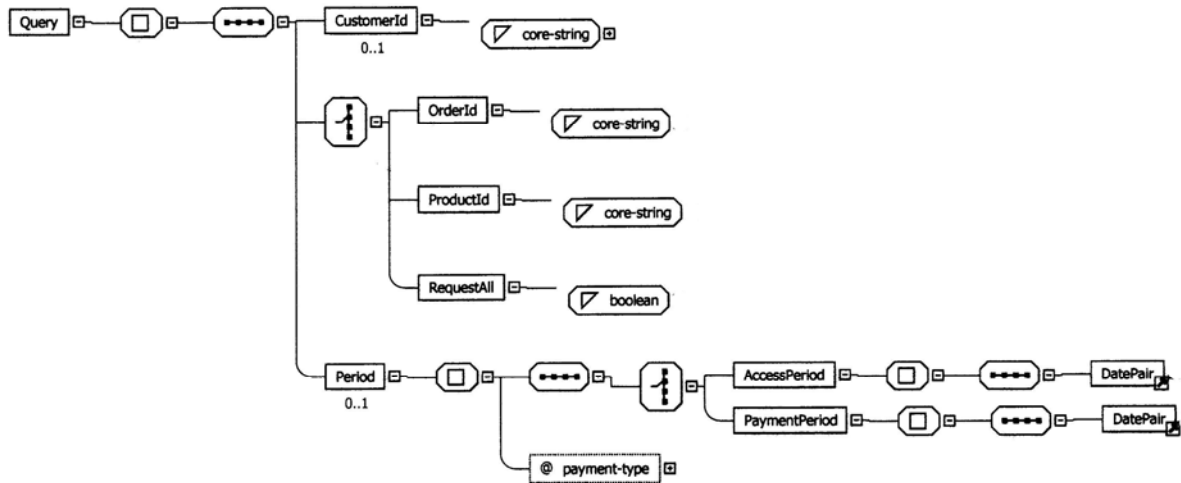 Query
CustomerId
0..1
core-string
OrderId
core-string
ProductId
core-string
RequestAll
boolean
Period
0..1
AccessPeriod
DatePair
PaymentPeriod
DatePair
@ payment-type